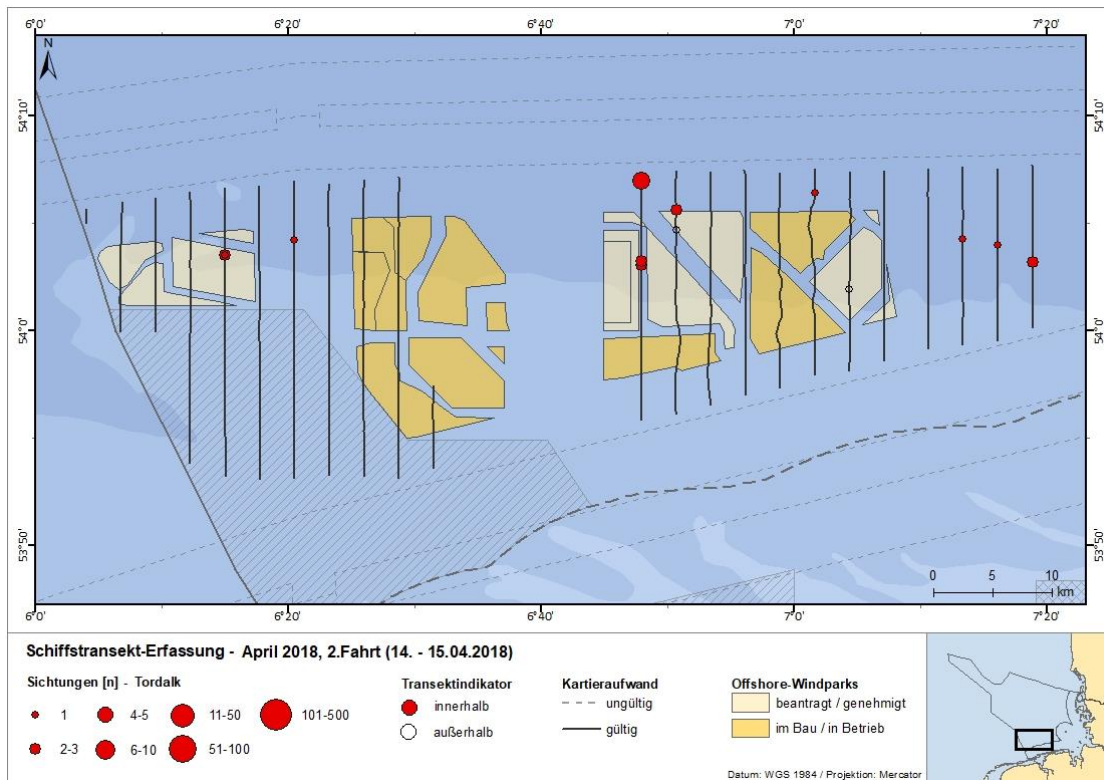 6°0' 6°20' 6°40' 7°0' 7°20'
N
54°10' 54°10'
54°0' 54°0'
53°50' 53°50'
0 5 10
km
6°0' 6°20' 6°40' 7°0' 7°20'
Schiffstransekt-Erfassung - April 2018, 2.Fahrt (14. - 15.04.2018)
Sichtungen [n] - Tordalk
1 4-5 11-50 101-500
2-3 6-10 51-100
Transektindikator
innerhalb
außerhalb
Kartieraufwand
ungültig
gültig
Offshore-Windparks
beantragt / genehmigt
im Bau / in Betrieb
Datum: WGS 1984 / Projektion: Mercator